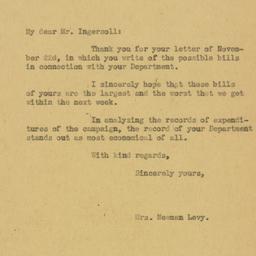 My dear Mr. Ingersoll:
Thank you for your letter of Novem-
ber 22d, in which you write of the possible bills
in connection with your Department.
I sincerely hope that these bills
of yours are the largest and the worst that we get
within the next week.
In analyzing the records of expendi-
tures of the campaign, the record of your Department
stands out as most economical of all.
With kind regards,
Sincerely yours,
Mrs. Newman Levy.